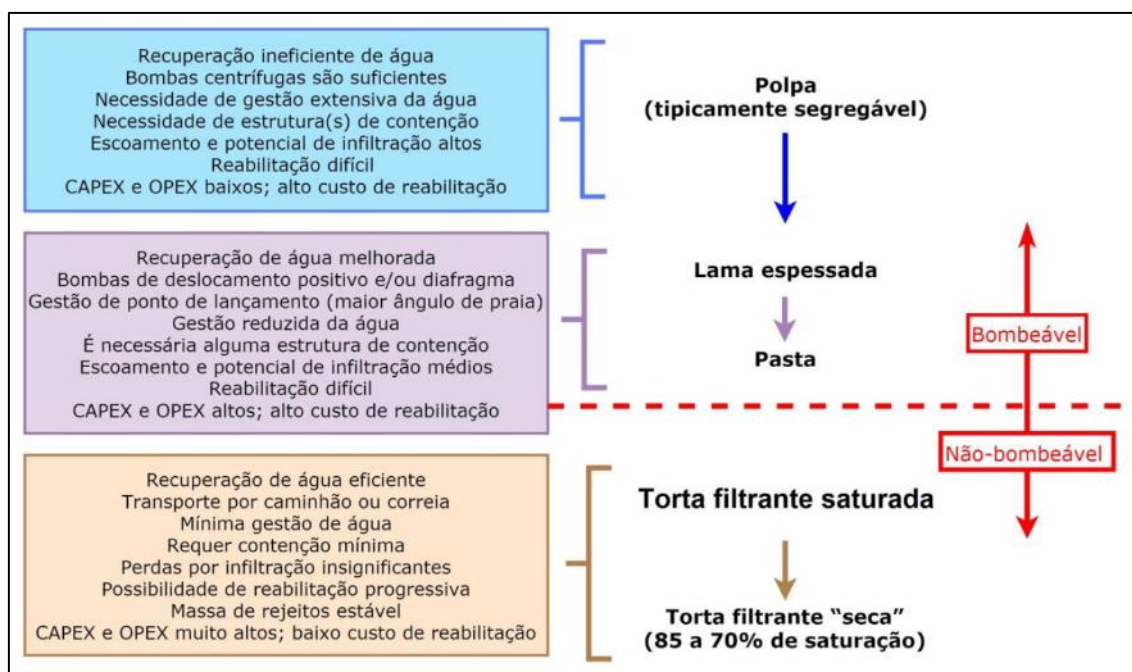 Recuperação ineficiente de água
Bombas centrífugas são suficientes
Necessidade de gestão extensiva da água
Necessidade de estrutura(s) de contenção
Escoamento e potencial de infiltração altos
Reabilitação difícil
CAPEX e OPEX baixos; alto custo de reabilitação
Polpa
(tipicamente segregável)
Recuperação de água melhorada
Bombas de deslocamento positivo e/ou diafragma
Gestão de ponto de lançamento (maior ângulo de praia)
Gestão reduzida da água
É necessária alguma estrutura de contenção
Escoamento e potencial de infiltração médios
Reabilitação difícil
CAPEX e OPEX altos; alto custo de reabilitação
Lama espessada
Pasta
Bombeável
Não-bombeável
Recuperação de água eficiente
Transporte por caminhão ou correia
Mínima gestão de água
Requer contenção mínima
Perdas por infiltração insignificantes
Possibilidade de reabilitação progressiva
Massa de rejeitos estável
CAPEX e OPEX muito altos; baixo custo de reabilitação
Torta filtrante saturada
Torta filtrante “seca”
(85 a 70% de saturação)